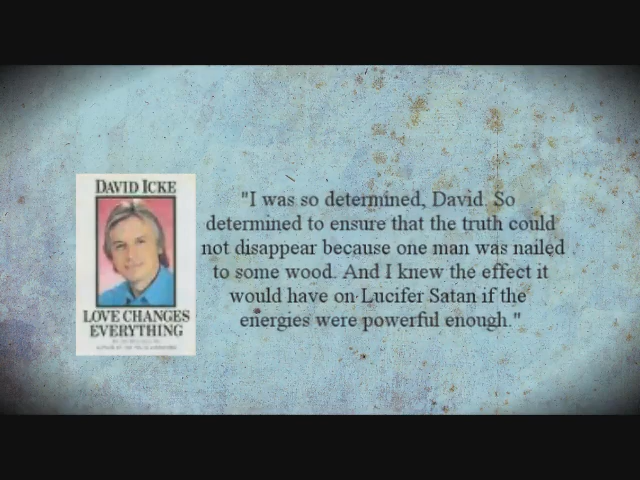 DAVID ICKE
LOVE CHANGES
EVERYTHING
"I was so determined, David. So
determined to ensure that the truth could
not disappear because one man was nailed
to some wood. And I knew the effect it
would have on Lucifer Satan if the
energies were powerful enough."